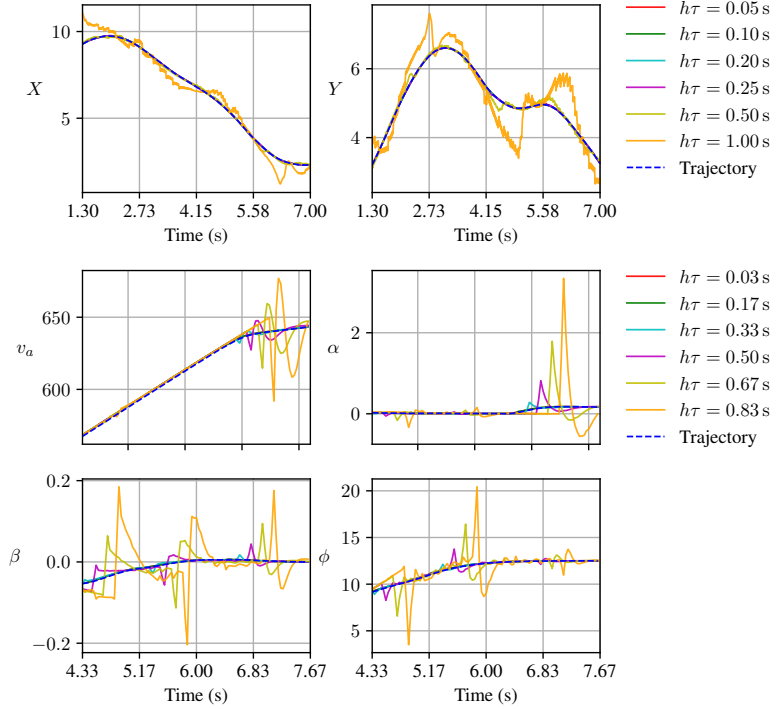 10
5
X
1.30 2.73 4.15 5.58 7.00
Time (s)
6
4
Y
1.30 2.73 4.15 5.58 7.00
Time (s)
hτ = 0.05 s
hτ = 0.10 s
hτ = 0.20 s
hτ = 0.25 s
hτ = 0.50 s
hτ = 1.00 s
Trajectory
650
600
v_a
2
0
α
hτ = 0.03 s
hτ = 0.17 s
hτ = 0.33 s
hτ = 0.50 s
hτ = 0.67 s
hτ = 0.83 s
Trajectory
0.2
0.0
−0.2
β
4.33 5.17 6.00 6.83 7.67
Time (s)
20
15
10
5
ϕ
4.33 5.17 6.00 6.83 7.67
Time (s)